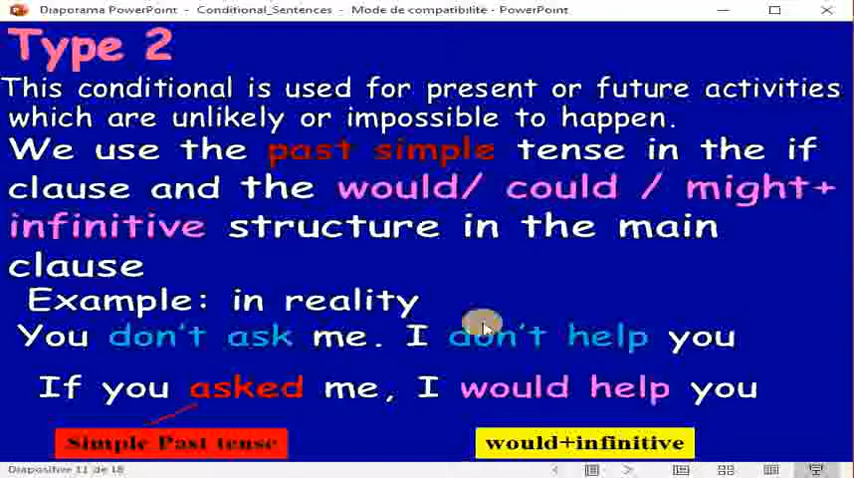 Diaporama PowerPoint - Conditional_Sentences - Mode de compatibilité - PowerPoint
Type 2
This conditional is used for present or future activities
which are unlikely or impossible to happen.
We use the past simple tense in the if
clause and the would/ could / might+
infinitive structure in the main
clause
Example: in reality
You don't ask me. I don't help you
If you asked me, I would help you
Simple Past tense
would+infinitive
Diapositive 11 de 18